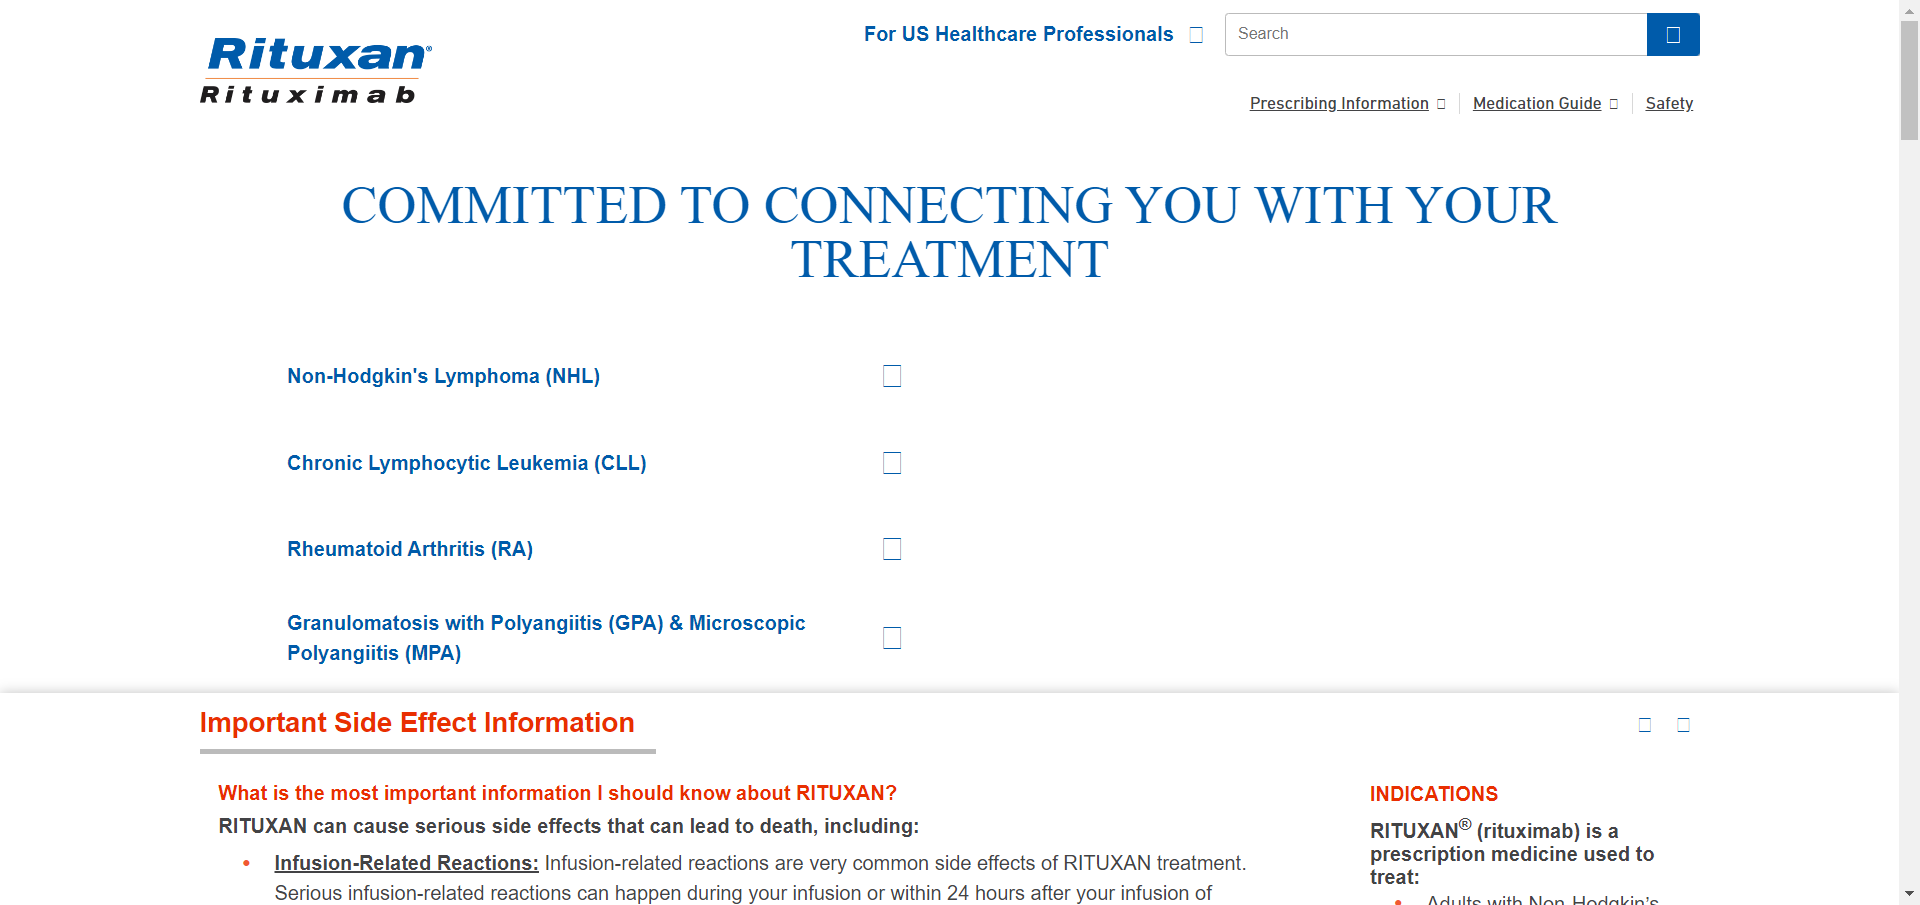 Rituxan®
Rituximab
For US Healthcare Professionals
Search
Prescribing Information
Medication Guide
Safety
COMMITTED TO CONNECTING YOU WITH YOUR
TREATMENT
Non-Hodgkin's Lymphoma (NHL)
Chronic Lymphocytic Leukemia (CLL)
Rheumatoid Arthritis (RA)
Granulomatosis with Polyangiitis (GPA) & Microscopic
Polyangiitis (MPA)
Important Side Effect Information
What is the most important information I should know about RITUXAN?
RITUXAN can cause serious side effects that can lead to death, including:
• Infusion-Related Reactions: Infusion-related reactions are very common side effects of RITUXAN treatment.
Serious infusion-related reactions can happen during your infusion or within 24 hours after your infusion of
INDICATIONS
RITUXAN® (rituximab) is a
prescription medicine used to
treat:
• Adults with Non-Hodgkin's